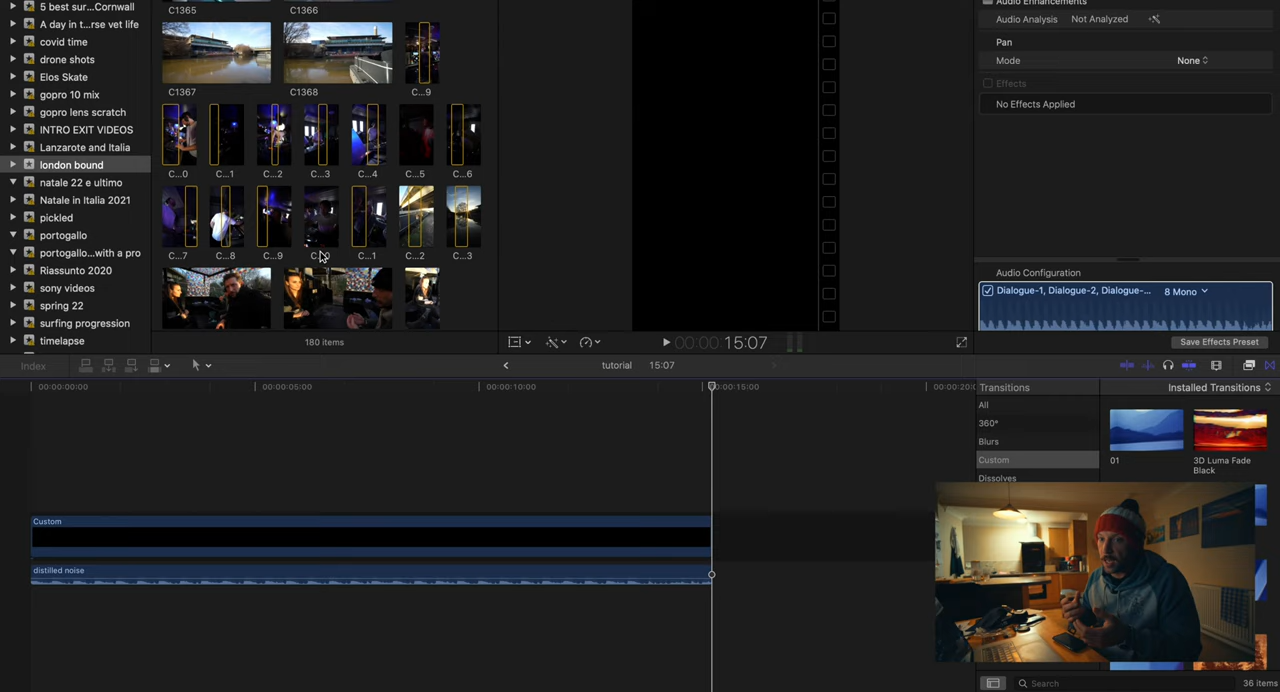 5 best sur...Cornwall
A day in t...rse vet life
covid time
drone shots
Elos Skate
gopro 10 mix
gopro lens scratch
INTRO EXIT VIDEOS
Lanzarote and Italia
london bound
natale 22 e ultimo
Natale in Italia 2021
pickled
portogallo
portogallo...with a pro
Riassunto 2020
sony videos
spring 22
surfing progression
timelapse
C1365
C1366
C1367
C1368
C...9
C...0
C...1
C...2
C...3
C...4
C...5
C...6
C...7
C...8
C...9
C...1
C...2
C...3
180 items
00:00:00 15:07
Audio Enhancements
Audio Analysis Not Analyzed
Pan
Mode None
Effects
No Effects Applied
Audio Configuration
Dialogue-1, Dialogue-2, Dialogue-... 8 Mono
Save Effects Preset
Index
tutorial 15:07
00:00:00:00
00:00:05:00
00:00:10:00
00:00:15:00
Custom
distilled noise
Transitions
Installed Transitions
All
360°
Blurs
Custom
Dissolves
01
3D Luma Fade
Black
Search
36 items